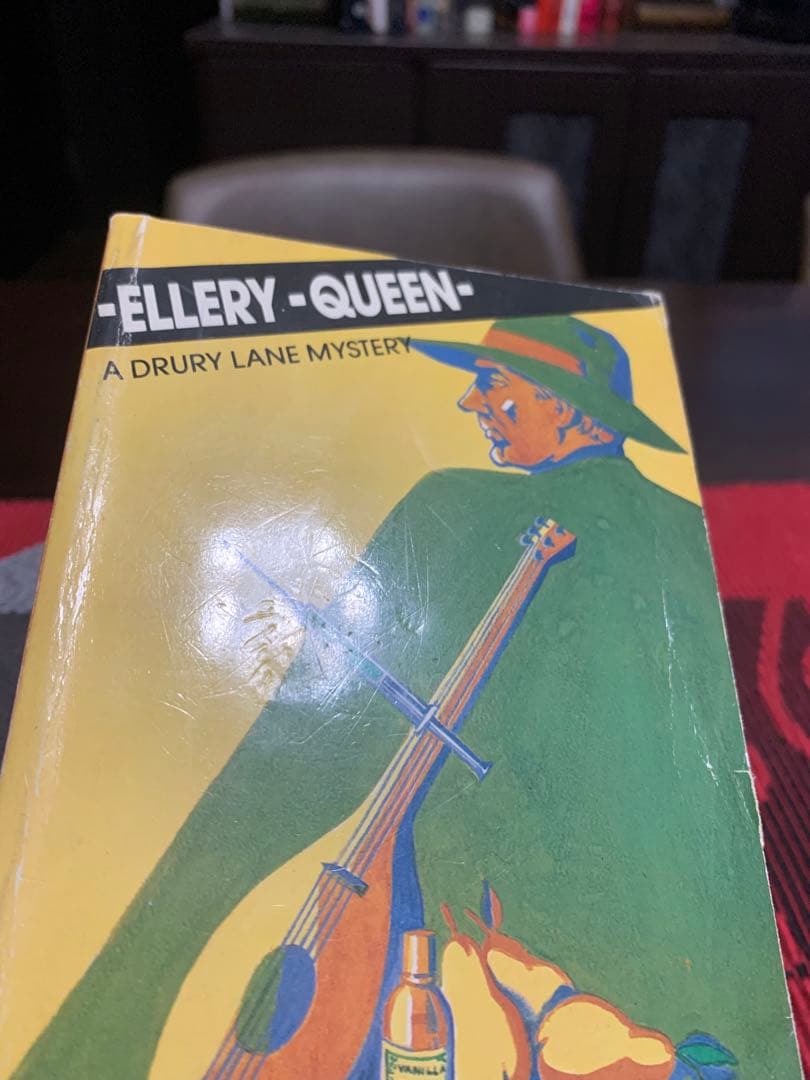 -ELLERY-QUEEN-
A DRURY LANE MYSTERY
VANILLA